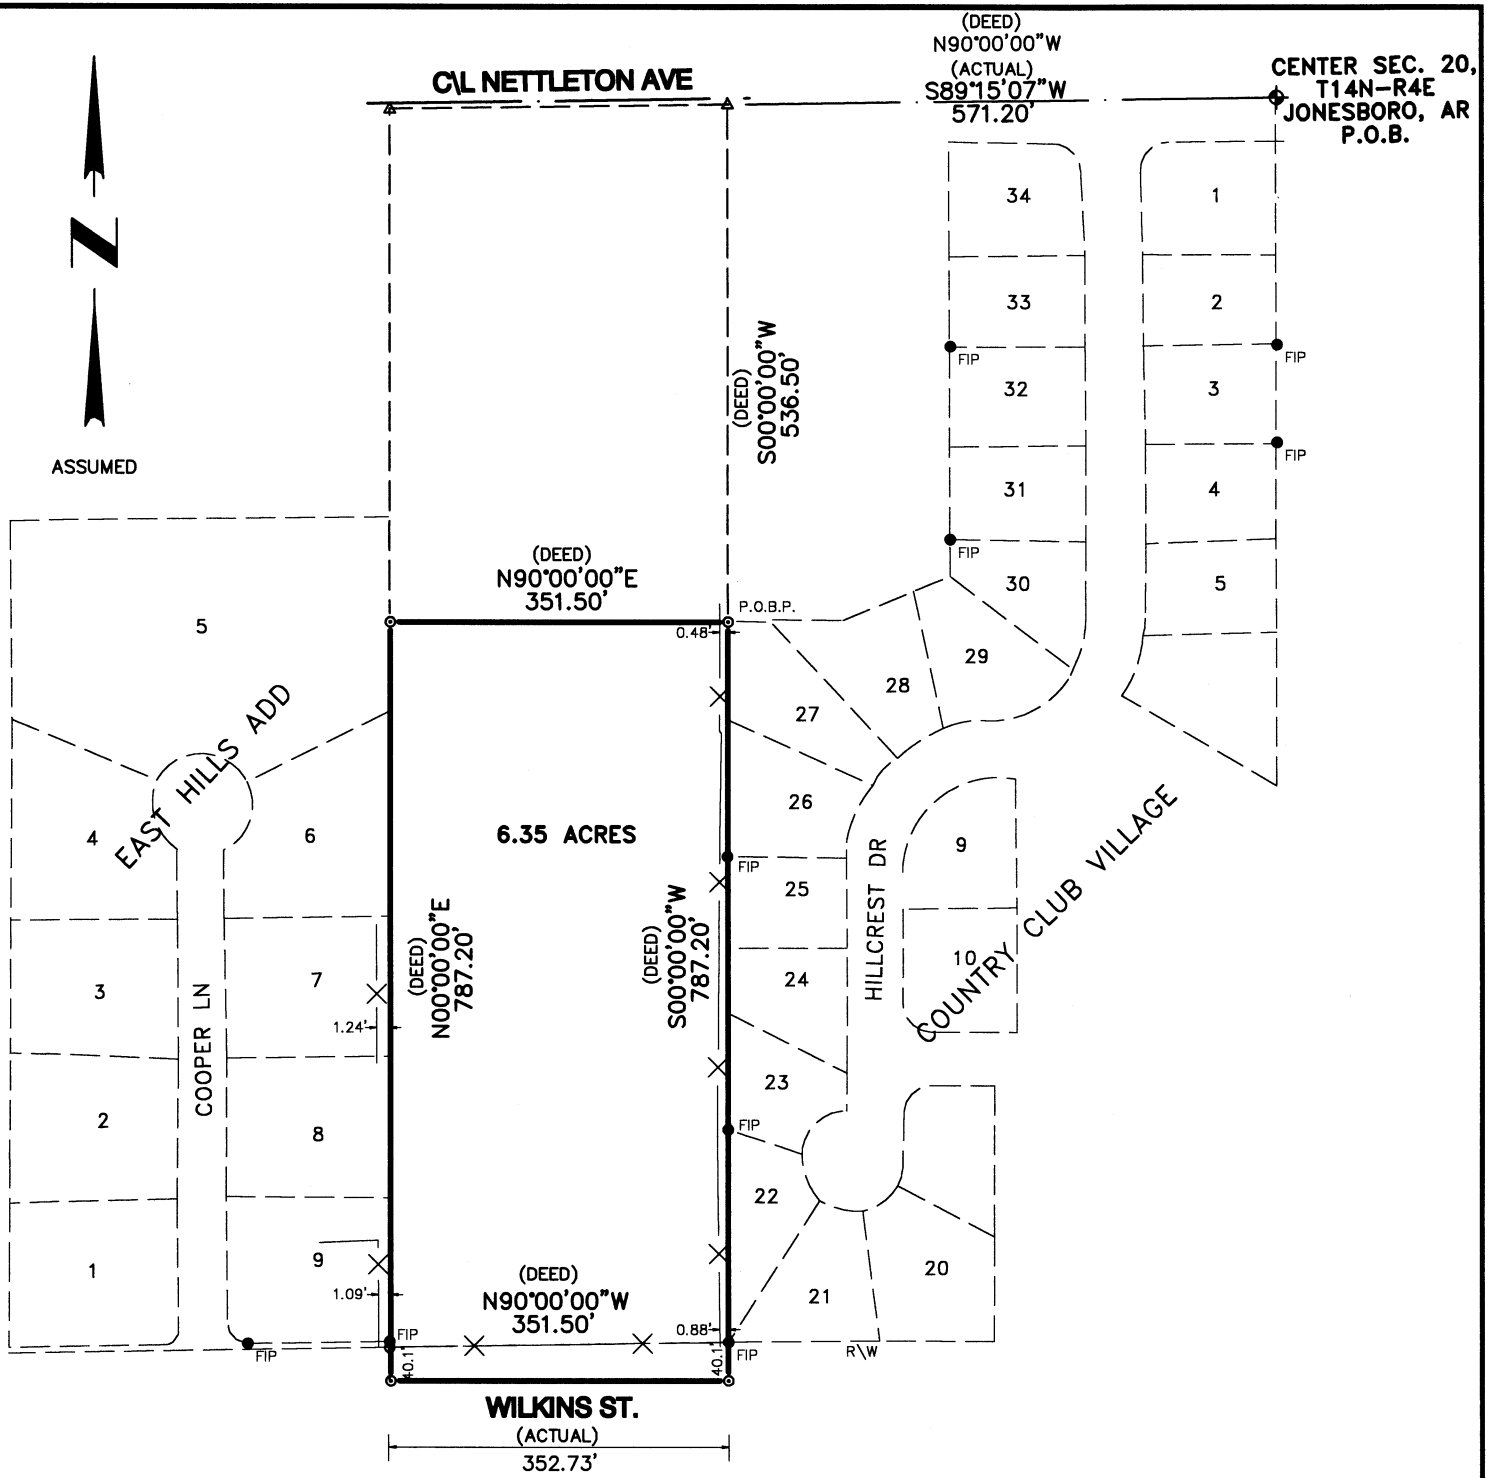 (DEED)
N90°00'00"W
(ACTUAL)
S89°15'07"W
571.20'
CENTER SEC. 20,
T14N-R4E
JONESBORO, AR
P.O.B.
C\L NETTLETON AVE
N
ASSUMED
34
1
33
2
FIP
FIP
32
3
FIP
31
4
FIP
30
5
(DEED)
S00°00'00"W
536.50'
(DEED)
N90°00'00"E
351.50'
P.O.B.P.
0.48'
5
29
28
27
26
EAST HILLS ADD
4
6
6.35 ACRES
FIP
25
9
HILLCREST DR
COUNTRY CLUB VILLAGE
(DEED)
N00°00'00"E
787.20'
(DEED)
S00°00'00"W
787.20'
3
7
24
10
1.24'
COOPER LN
23
2
8
FIP
22
1
9
21
20
1.09'
(DEED)
N90°00'00"W
351.50'
0.88'
FIP
FIP
FIP
R\W
40.1'
40.1'
WILKINS ST.
(ACTUAL)
352.73'